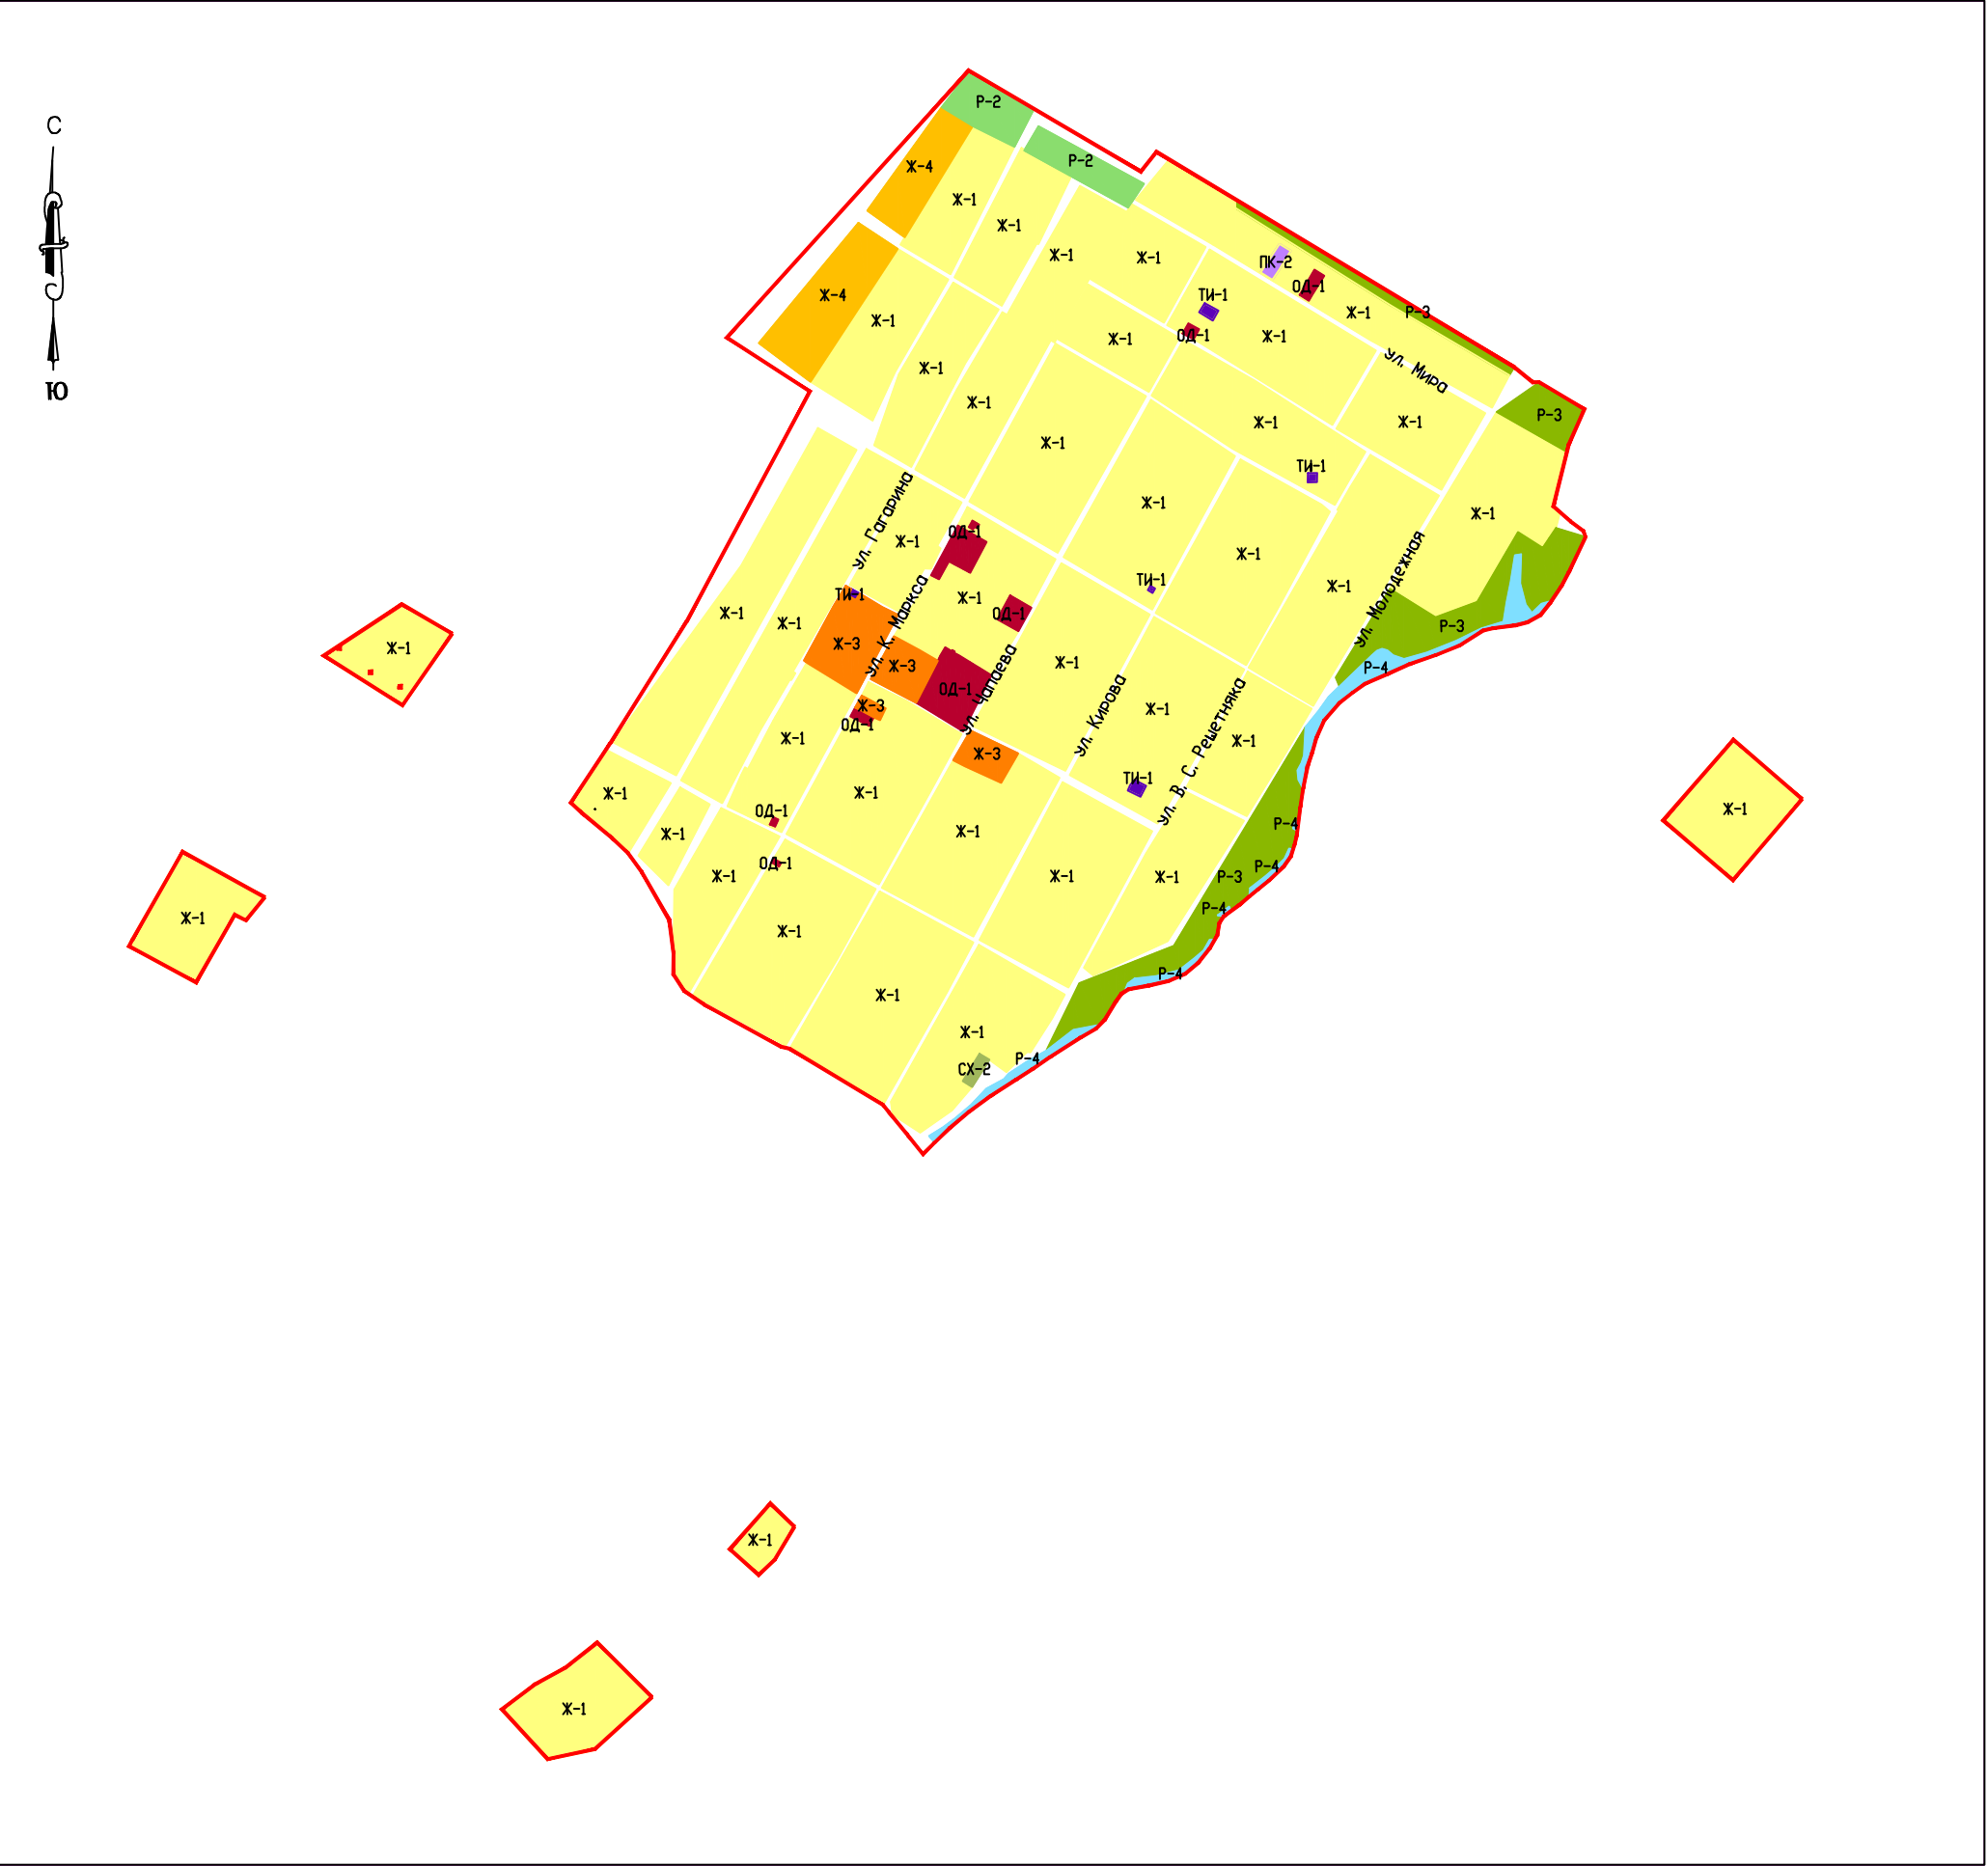 Р-2
С
Р-2
Ж-4
Ж-1
Ж-1
Ж-1
Ж-1
ПК-2
ОД-1
Ж-4
ТИ-1
Ж-1
Р-3
Ж-1
ОД-1
Ж-1
Ж-1
Ж-1
ул. Мира
Ю
Ж-1
Ж-1
Р-3
Ж-1
Ж-1
Ж-1
ТИ-1
Ж-1
Ж-1
ул. Гагарина
ОД-1
Ж-1
Ж-1
ТИ-1
Ж-1
ул. Молодежная
ТИ-1
Ж-1
ул. К. Маркса
ОД-1
Ж-1
Ж-1
Р-3
Ж-1
Ж-3
Ж-3
Ж-1
Р-4
ОД-1
ул. Чапаева
Ж-3
ОД-1
ул. Кирова
Ж-1
ул. В. С. Решетняка
Ж-1
Ж-1
Ж-3
ТИ-1
Ж-1
Ж-1
Ж-1
ОД-1
Р-4
Ж-1
Ж-1
ОД-1
Р-4
Ж-1
Ж-1
Ж-1
Р-3
Р-4
Ж-1
Ж-1
Р-4
Ж-1
Ж-1
Р-4
СХ-2
Ж-1
Ж-1